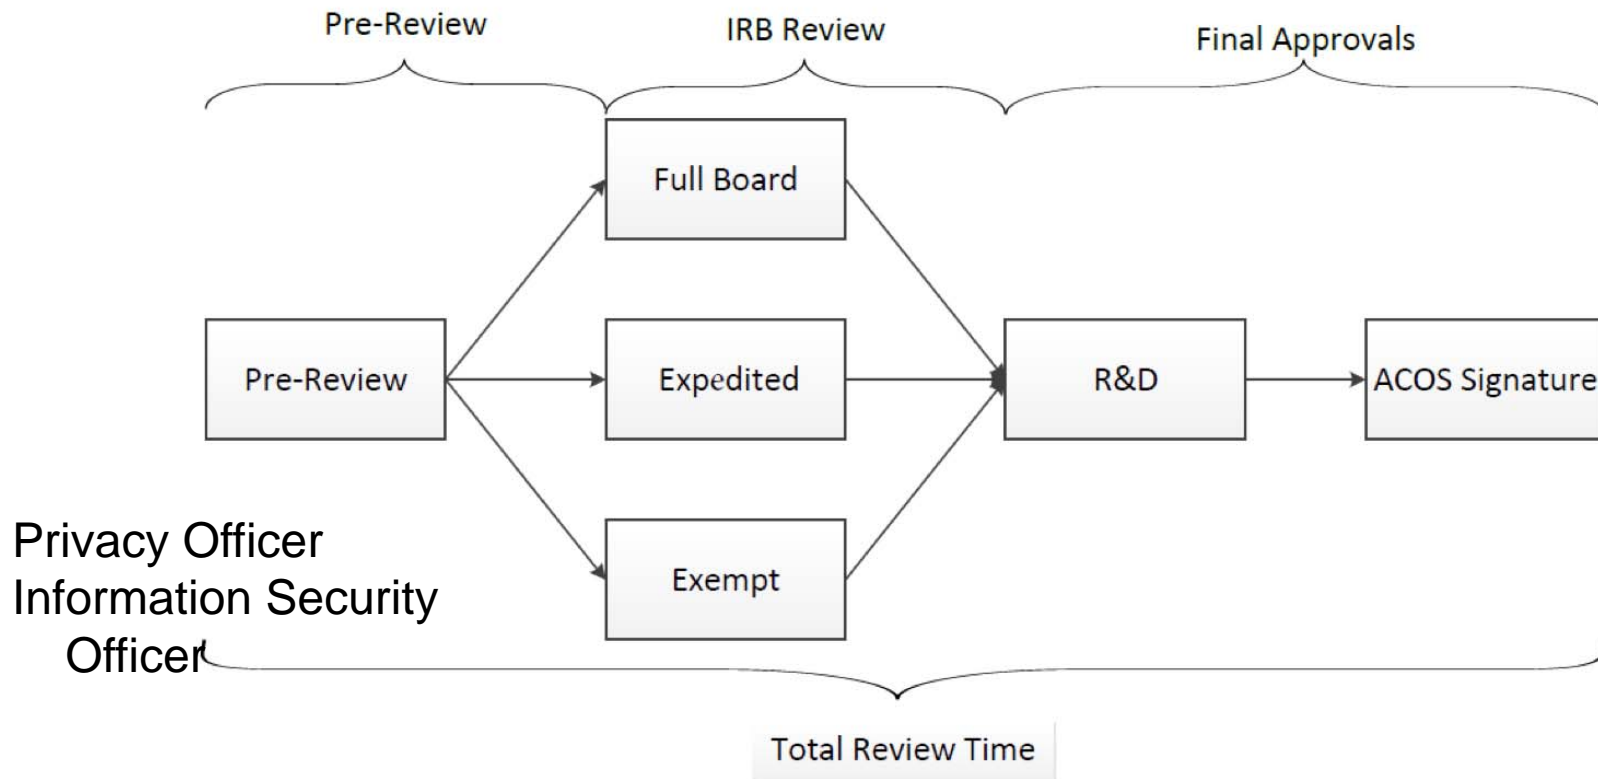 Pre-Review
IRB Review
Final Approvals
Full Board
Pre-Review
Expedited
R&D
ACOS Signature
Exempt
Privacy Officer
Information Security
Officer
Total Review Time